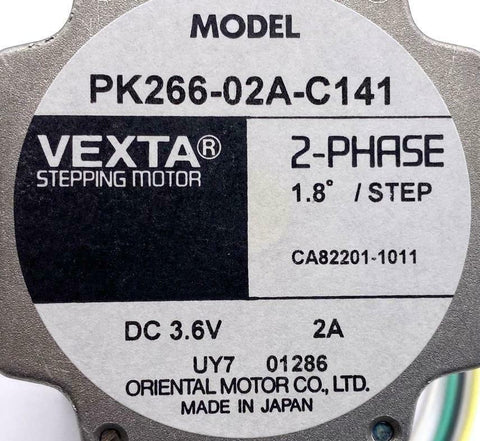 MODEL
PK266-02A-C141
VEXTA®
STEPPING MOTOR
2-PHASE
1.8° / STEP
CA82201-1011
DC 3.6V 2A
UY7 01286
ORIENTAL MOTOR CO., LTD.
MADE IN JAPAN